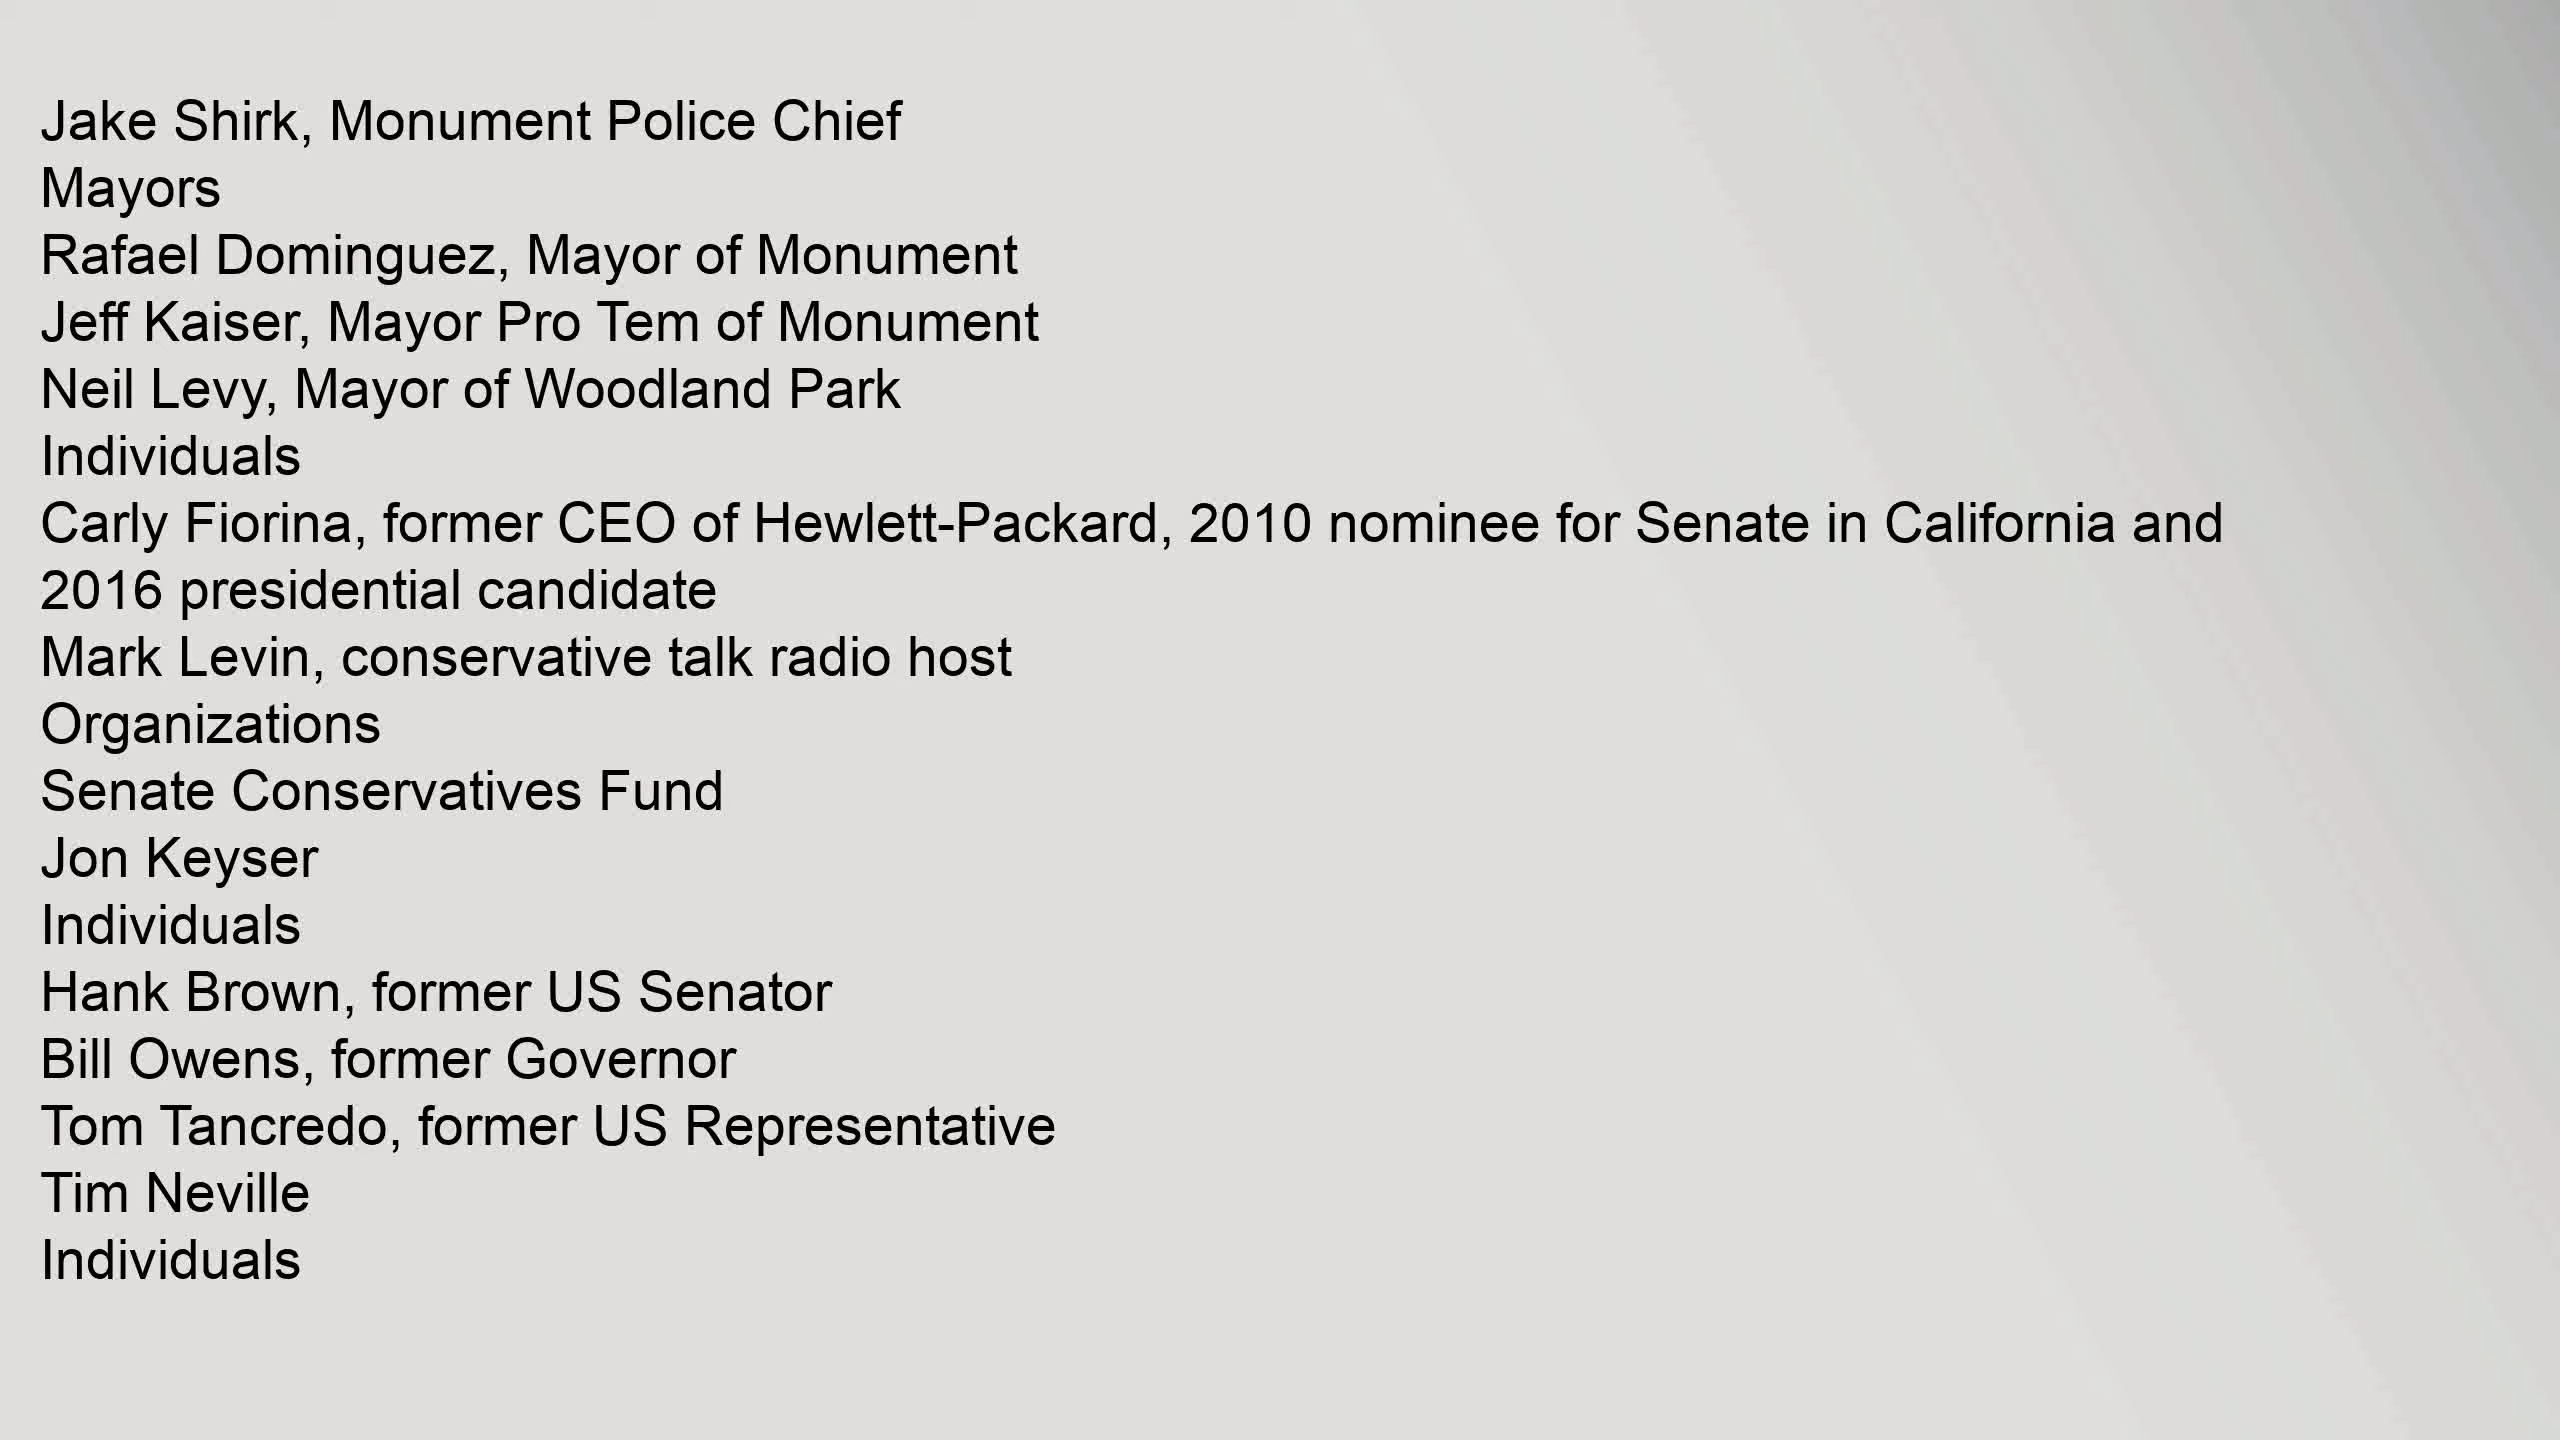 Jake Shirk, Monument Police Chief
Mayors
Rafael Dominguez, Mayor of Monument
Jeff Kaiser, Mayor Pro Tem of Monument
Neil Levy, Mayor of Woodland Park
Individuals
Carly Fiorina, former CEO of Hewlett-Packard, 2010 nominee for Senate in California and
2016 presidential candidate
Mark Levin, conservative talk radio host
Organizations
Senate Conservatives Fund
Jon Keyser
Individuals
Hank Brown, former US Senator
Bill Owens, former Governor
Tom Tancredo, former US Representative
Tim Neville
Individuals